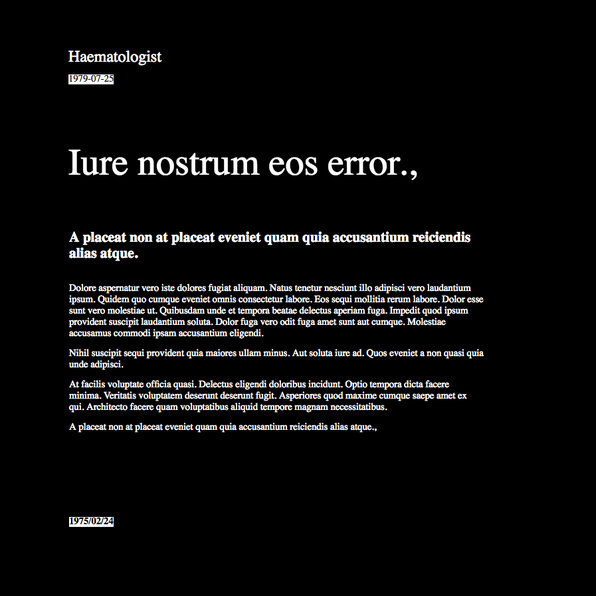 Haematologist
1979-07-25
Iure nostrum eos error.,
A placeat non at placeat eveniet quam quia accusantium reiciendis
alias atque.
Dolore aspernatur vero iste dolores fugiat aliquam. Natus tenetur nesciunt illo adipisci vero laudantium
ipsum. Quidem quo cumque eveniet omnis consectetur labore. Eos sequi mollitia rerum labore. Dolor esse
sunt vero molestiae ut. Quibusdam unde et tempora beatae delectus aperiam fuga. Impedit quod ipsum
provident suscipit laudantium soluta. Dolor fuga vero odit fuga amet sunt aut cumque. Molestiae
accusamus commodi ipsam accusantium eligendi.
Nihil suscipit sequi provident quia maiores ullam minus. Aut soluta iure ad. Quos eveniet a non quasi quia
unde adipisci.
At facilis voluptate officia quasi. Delectus eligendi doloribus incidunt. Optio tempora dicta facere
minima. Veritatis voluptatem deserunt deserunt fugit. Asperiores quod maxime cumque saepe amet ex
qui. Architecto facere quam voluptatibus aliquid tempore magnam necessitatibus.
A placeat non at placeat eveniet quam quia accusantium reiciendis alias atque.,
1975/02/24